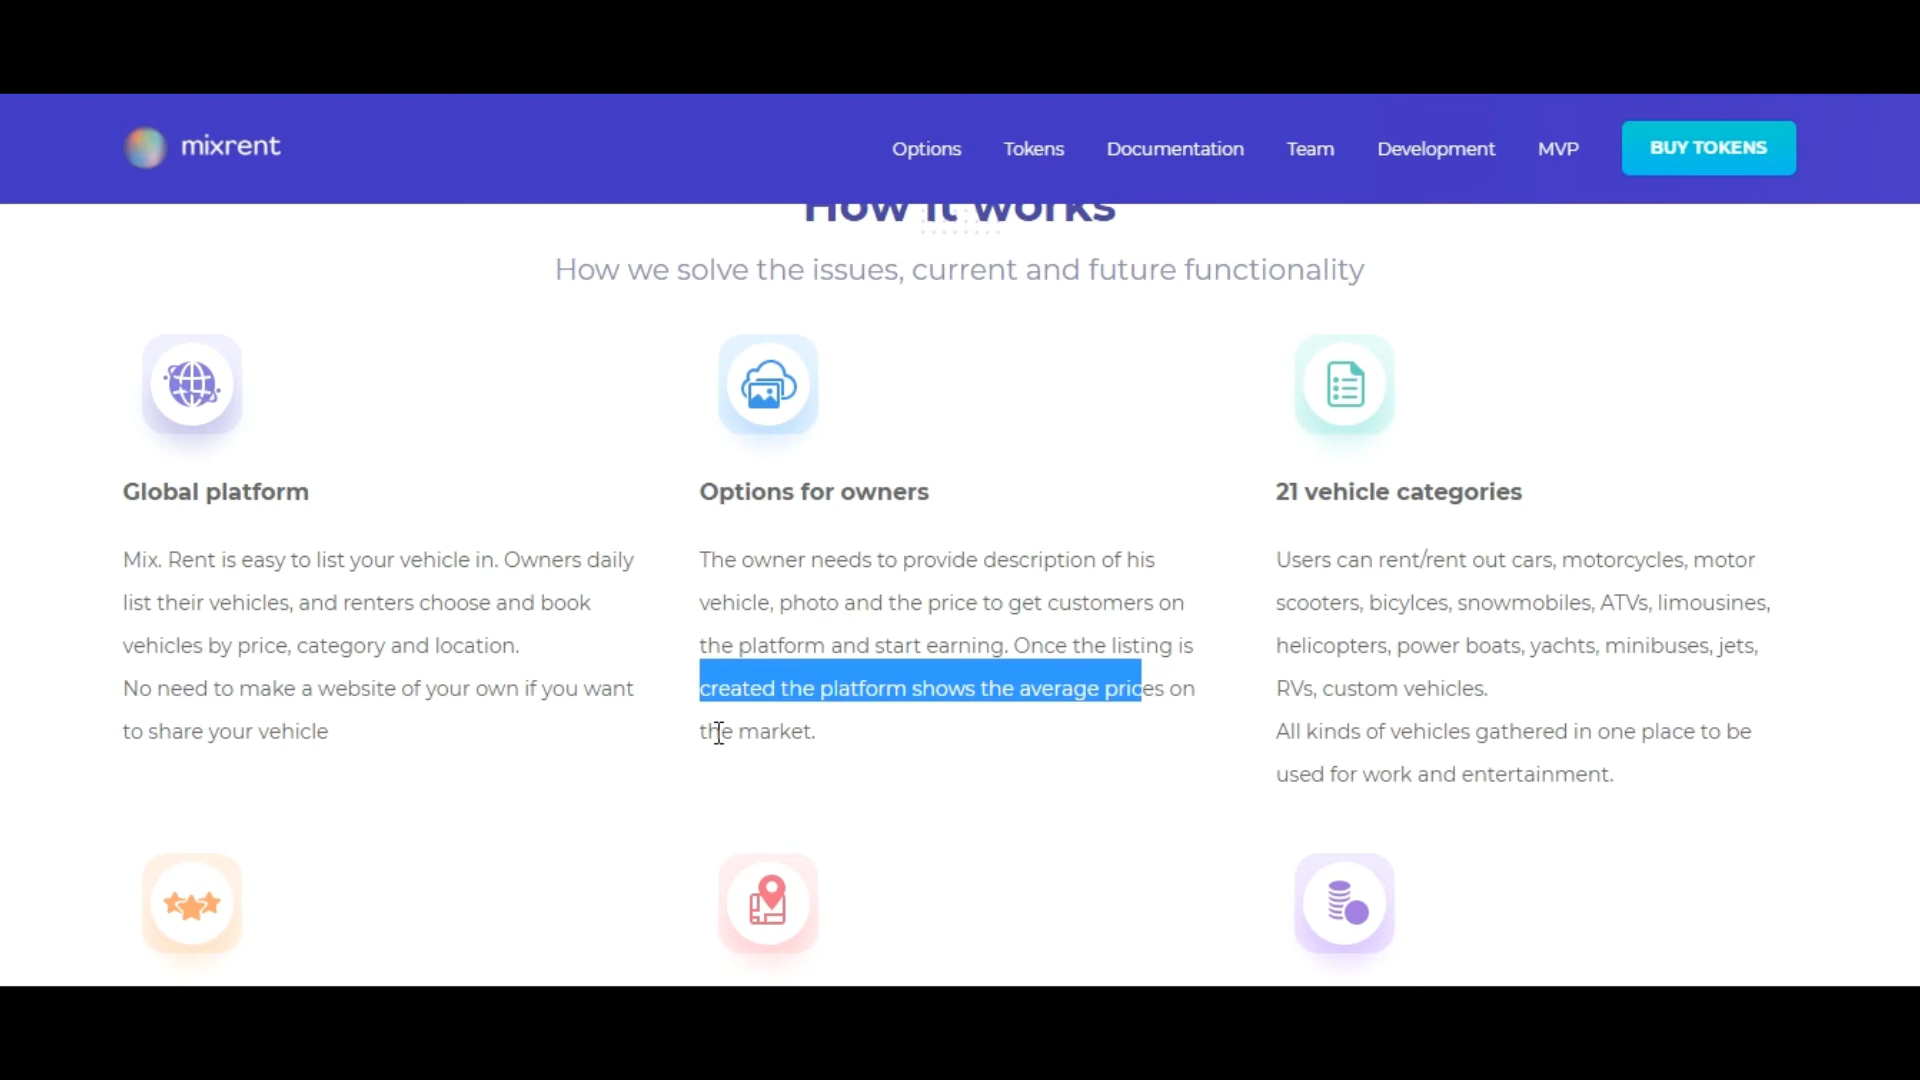 mixrent
Options
Tokens
Documentation
Team
Development
MVP
BUY TOKENS
How it works
How we solve the issues, current and future functionality
Global platform
Mix. Rent is easy to list your vehicle in. Owners daily
list their vehicles, and renters choose and book
vehicles by price, category and location.
No need to make a website of your own if you want
to share your vehicle
Options for owners
The owner needs to provide description of his
vehicle, photo and the price to get customers on
the platform and start earning. Once the listing is
created the platform shows the average prices on
the market.
21 vehicle categories
Users can rent/rent out cars, motorcycles, motor
scooters, bicylces, snowmobiles, ATVs, limousines,
helicopters, power boats, yachts, minibuses, jets,
RVs, custom vehicles.
All kinds of vehicles gathered in one place to be
used for work and entertainment.